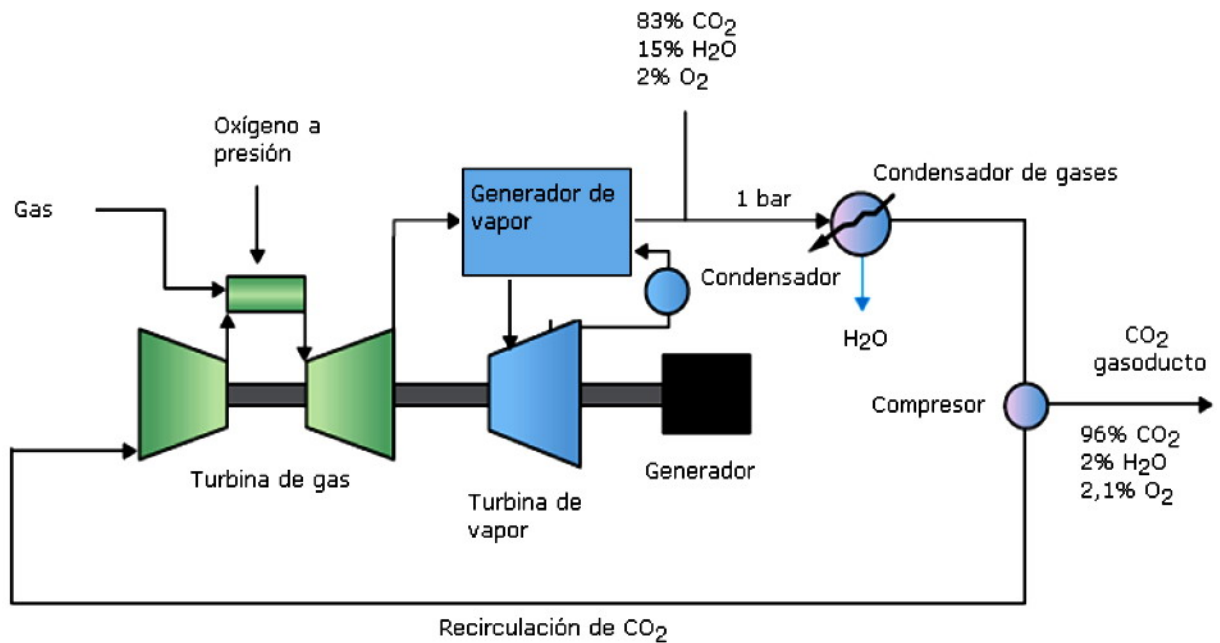 83% CO₂
15% H₂O
2% O₂
Oxígeno a
presión
Gas
Generador de
vapor
1 bar
Condensador de gases
Condensador
H₂O
CO₂
gasoducto
Compresor
96% CO₂
2% H₂O
2,1% O₂
Turbina de gas
Generador
Turbina de
vapor
Recirculación de CO₂